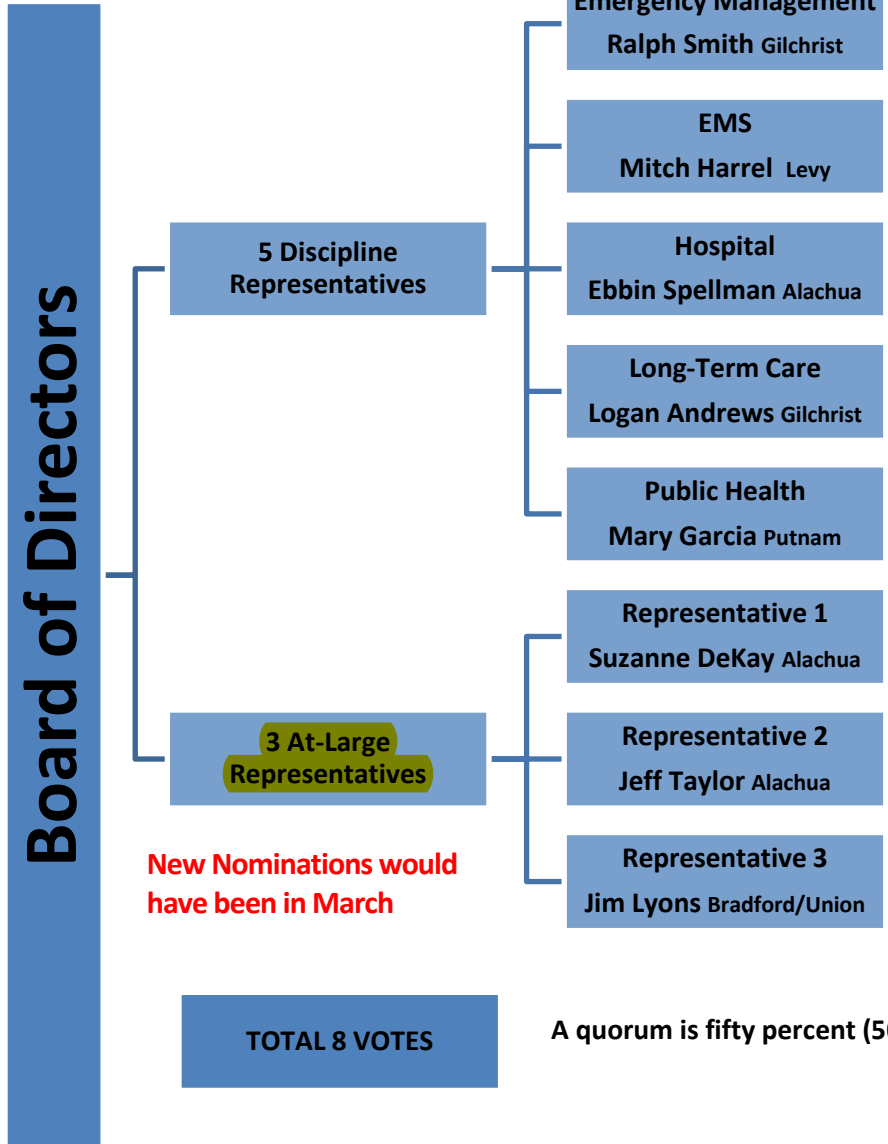 Board of Directors
5 Discipline
Representatives
Emergency Management
Ralph Smith Gilchrist
EMS
Mitch Harrel Levy
Hospital
Ebbin Spellman Alachua
Long-Term Care
Logan Andrews Gilchrist
Public Health
Mary Garcia Putnam
3 At-Large
Representatives
Representative 1
Suzanne DeKay Alachua
Representative 2
Jeff Taylor Alachua
Representative 3
Jim Lyons Bradford/Union
New Nominations would
have been in March
TOTAL 8 VOTES
A quorum is fifty percent (5